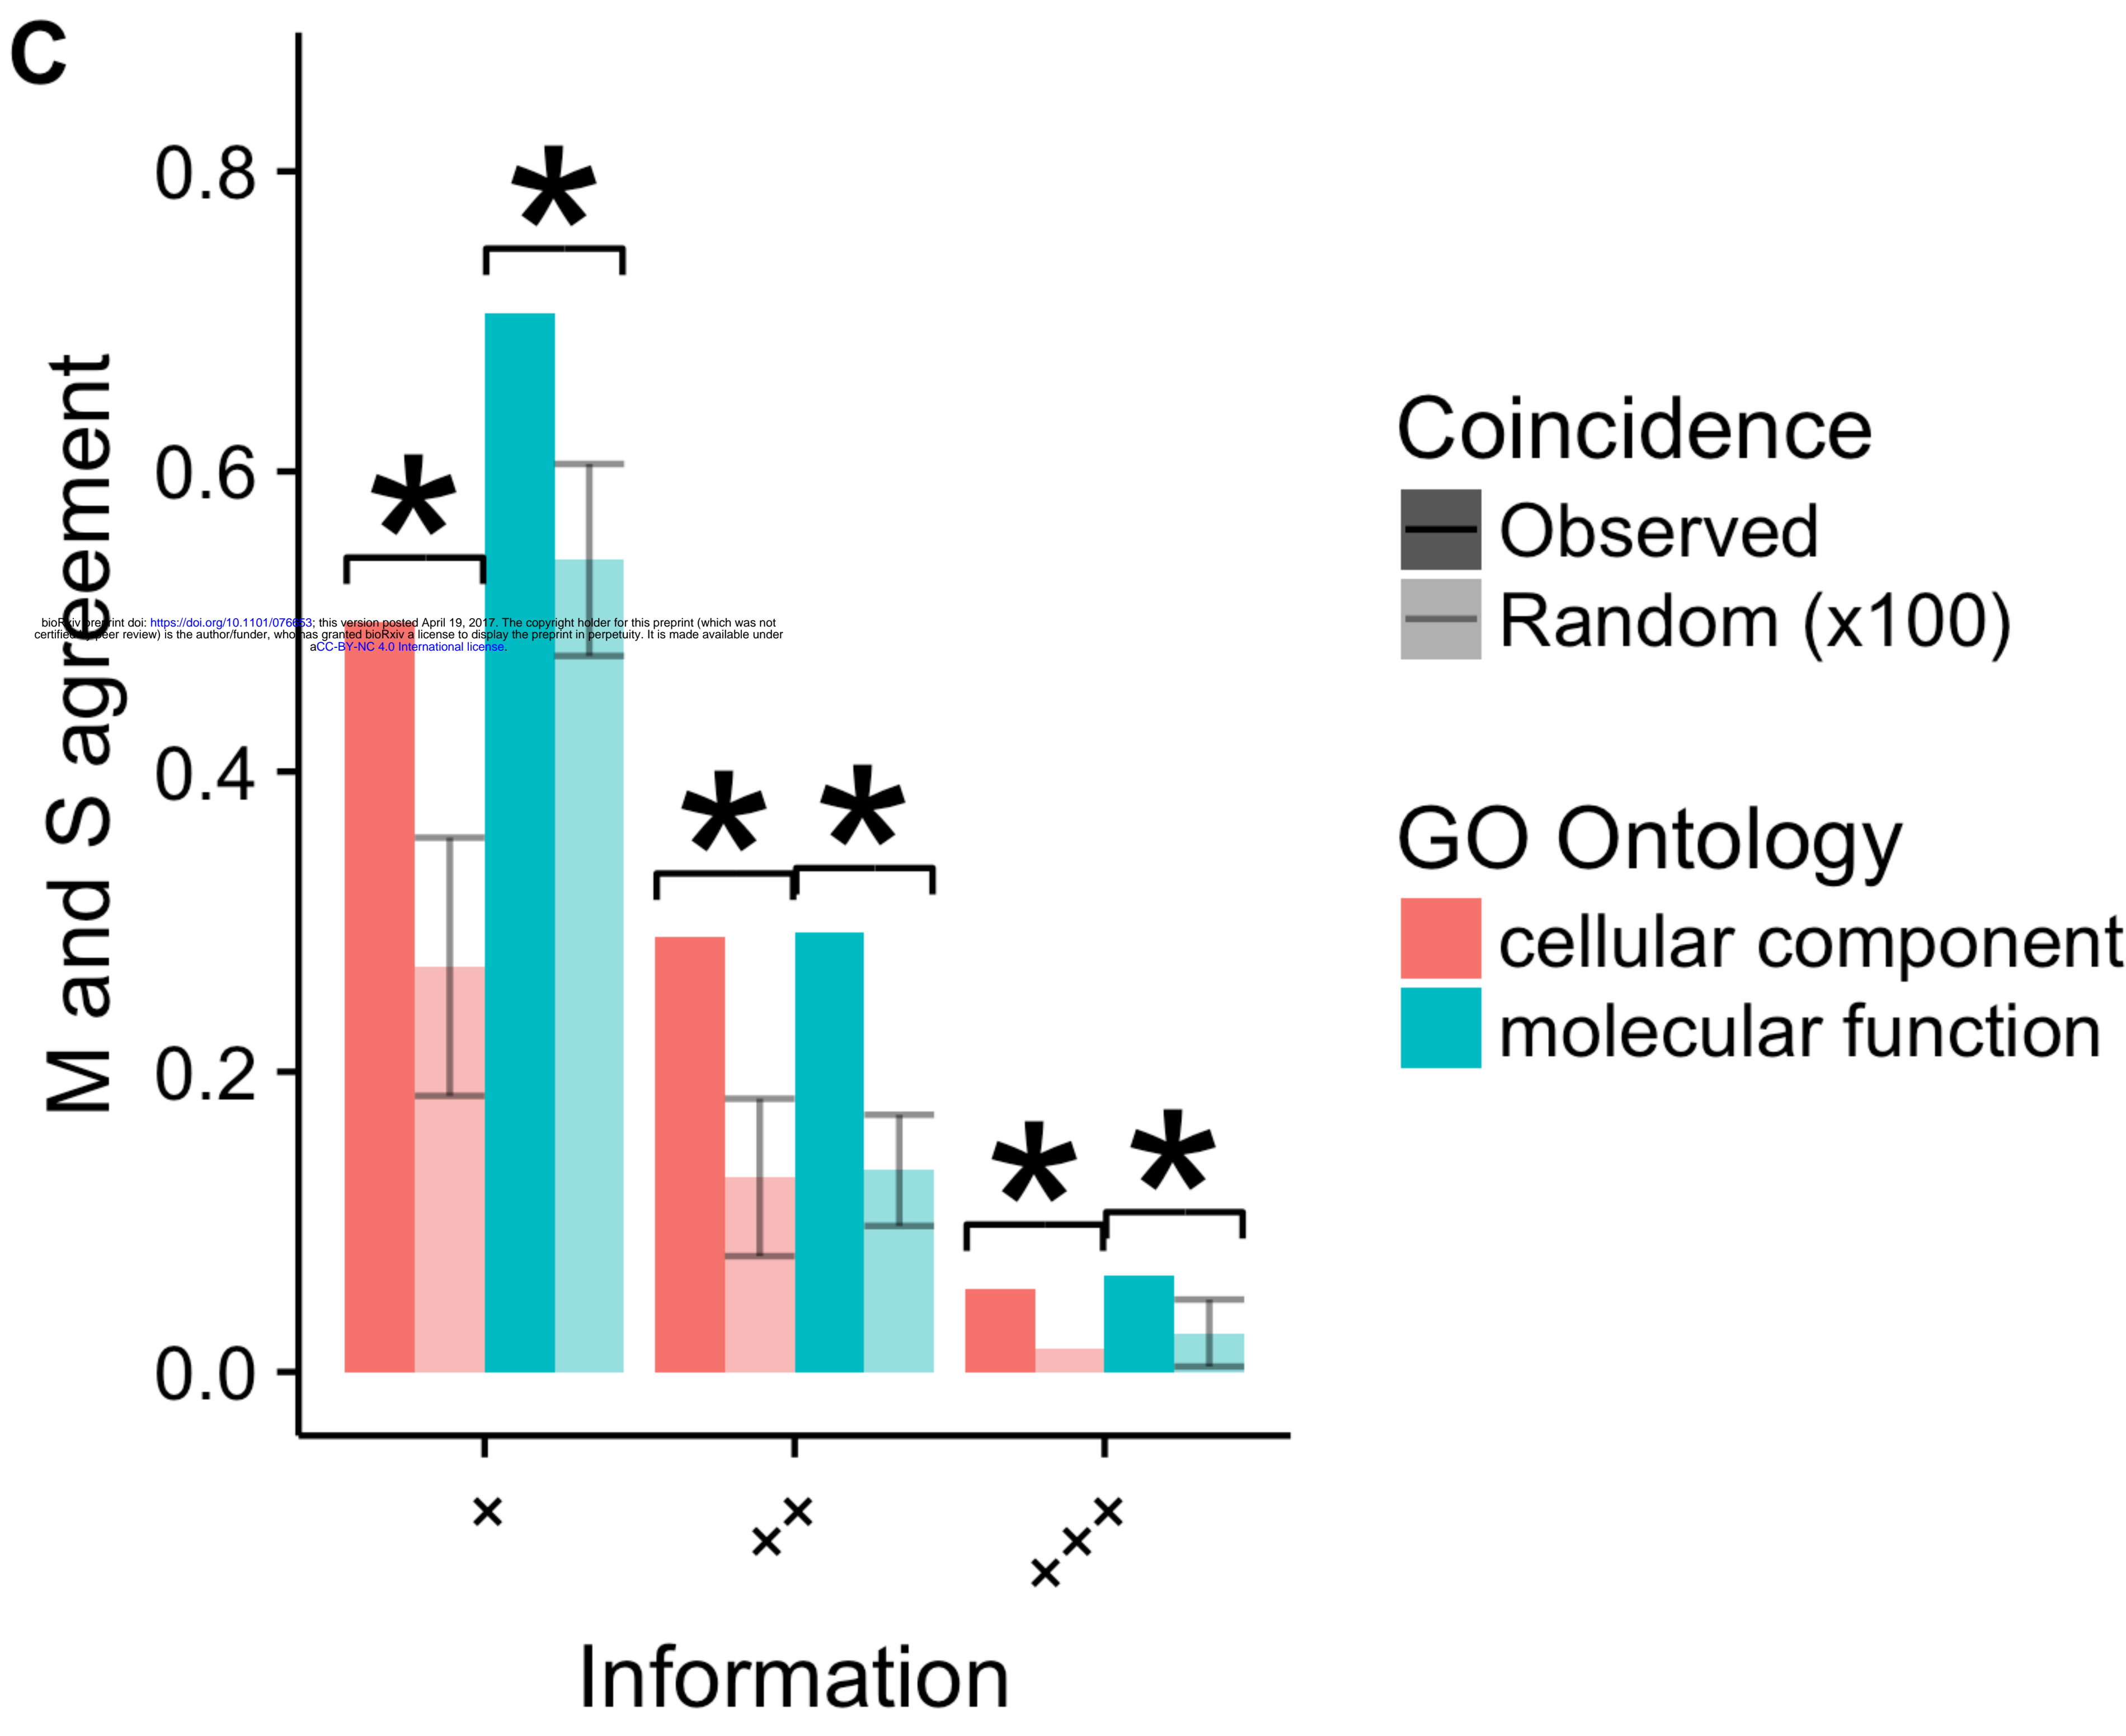 C
0.8
0.6
0.4
0.2
0.0
M and S agreement
*
*
*
*
*
*
bioRxiv preprint doi: https://doi.org/10.1101/076653; this version posted April 19, 2017. The copyright holder for this preprint (which was not
certified by peer review) is the author/funder, who has granted bioRxiv a license to display the preprint in perpetuity. It is made available under
aCC-BY-NC 4.0 International license.
+
++
+++
Information
Coincidence
Observed
Random (x100)
GO Ontology
cellular component
molecular function